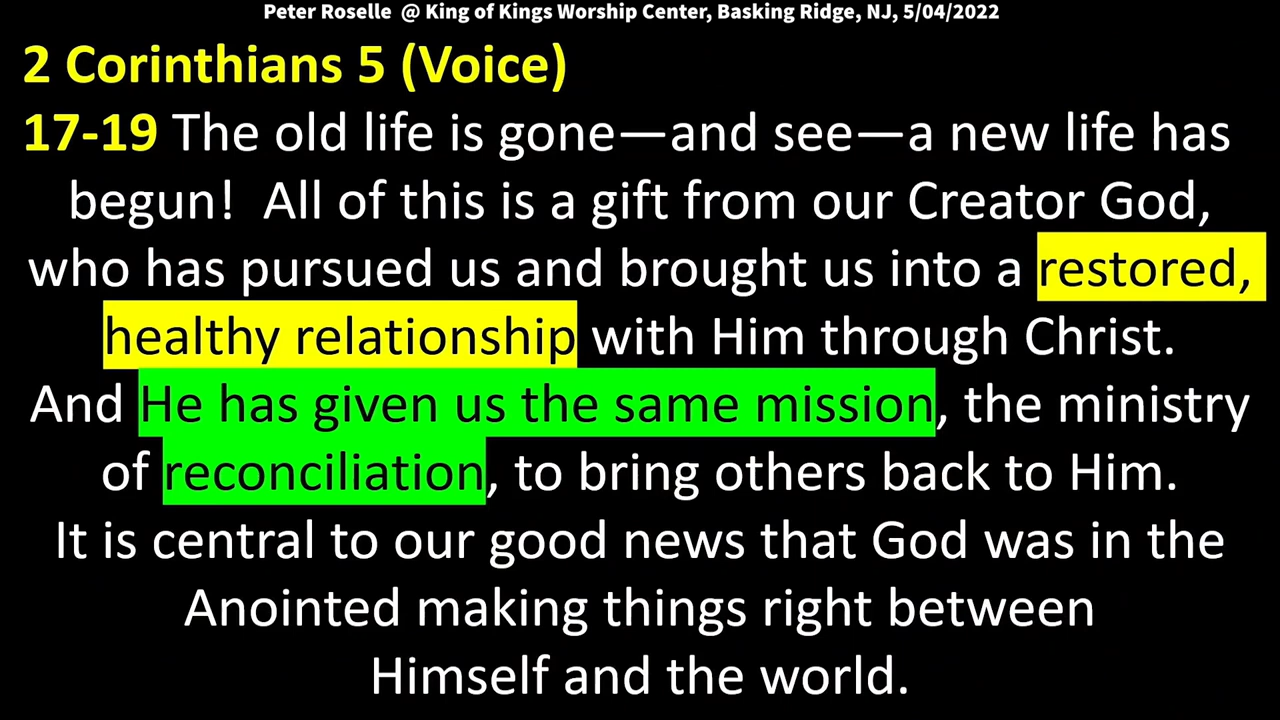 Peter Roselle @ King of Kings Worship Center, Basking Ridge, NJ, 5/04/2022
2 Corinthians 5 (Voice)
17-19 The old life is gone—and see—a new life has
begun! All of this is a gift from our Creator God,
who has pursued us and brought us into a restored,
healthy relationship with Him through Christ.
And He has given us the same mission, the ministry
of reconciliation, to bring others back to Him.
It is central to our good news that God was in the
Anointed making things right between
Himself and the world.